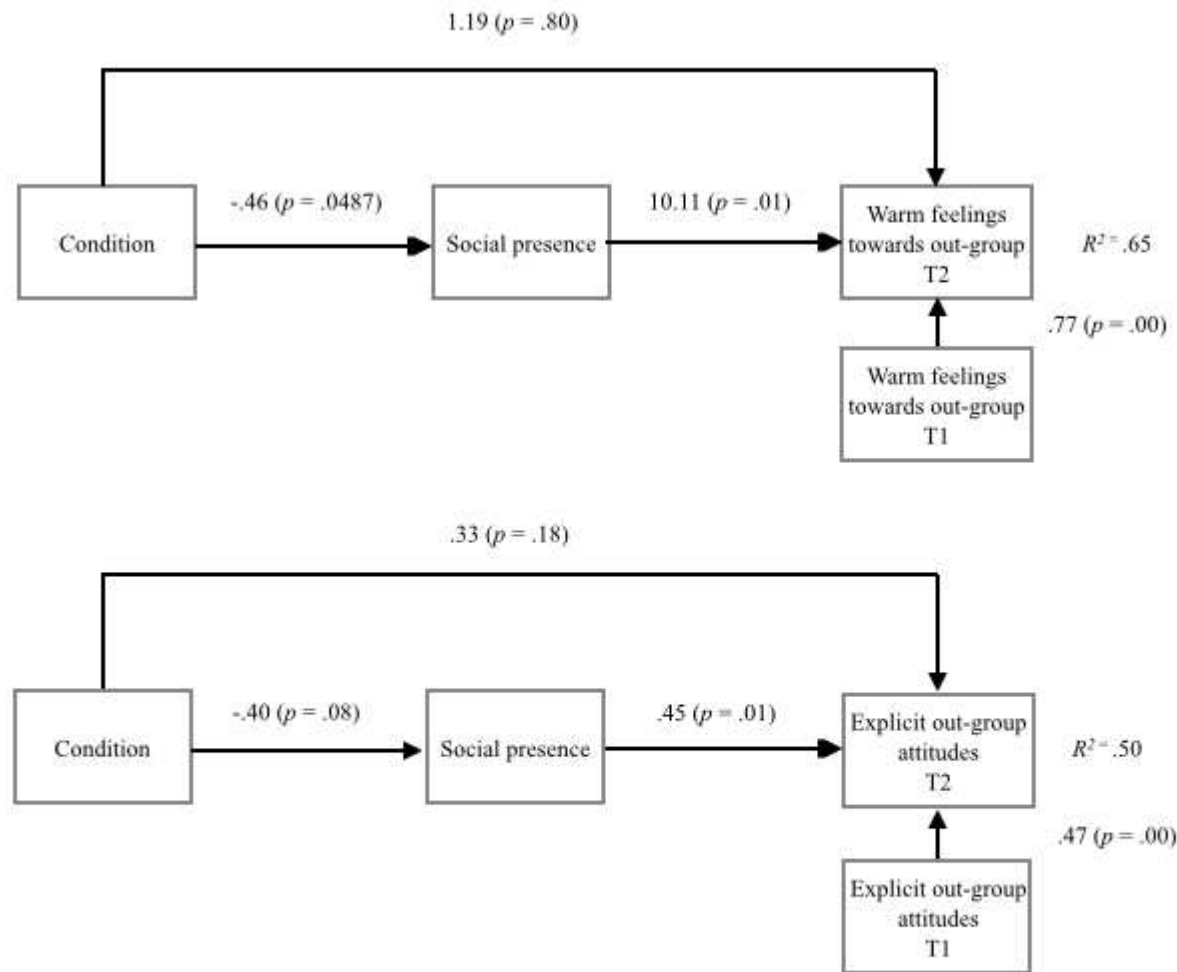 1.19 (p = .80)
-.46 (p = .0487)
10.11 (p = .01)
Condition
Social presence
Warm feelings
towards out-group
T2
R² = .65
.77 (p = .00)
Warm feelings
towards out-group
T1
.33 (p = .18)
-.40 (p = .08)
.45 (p = .01)
Condition
Social presence
Explicit out-group
attitudes
T2
R² = .50
.47 (p = .00)
Explicit out-group
attitudes
T1